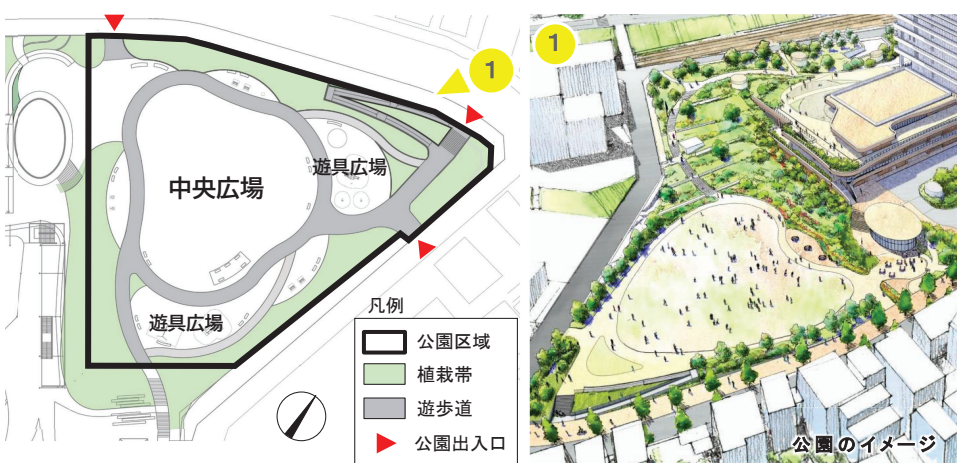 1
中央広場
遊具広場
遊具広場
凡例
公園区域
植栽帯
遊歩道
公園出入口
1
公園のイメージ